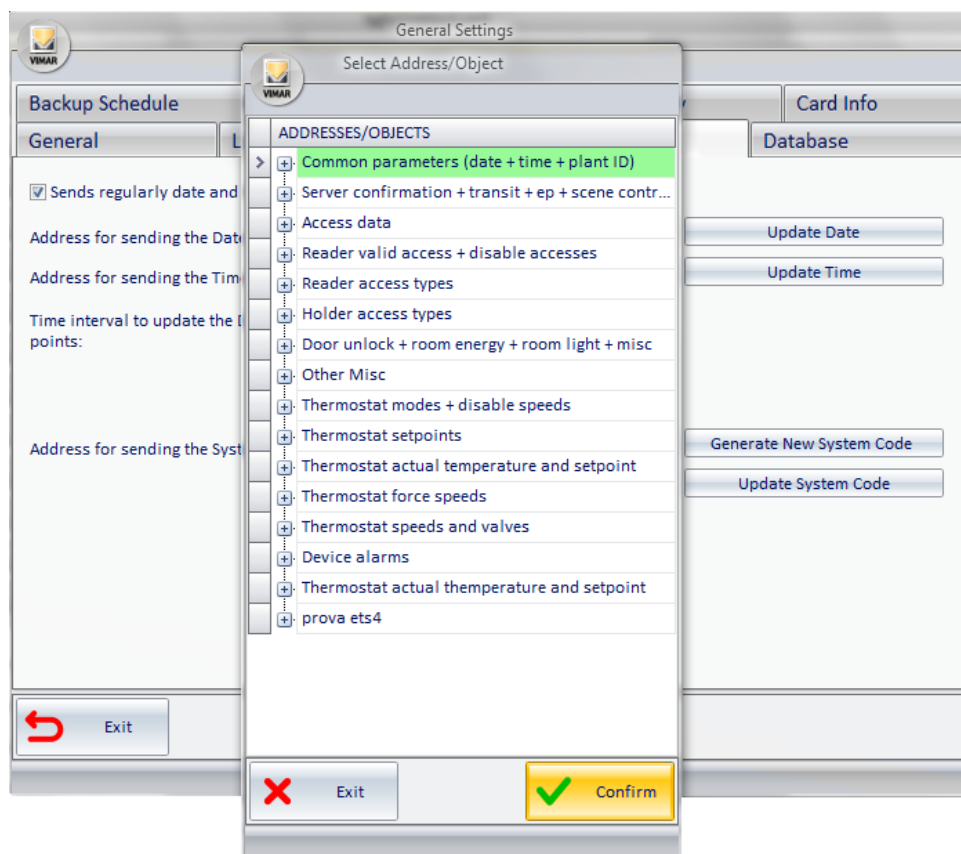 General Settings
VIMAR
Select Address/Object
VIMAR
Backup Schedule
Card Info
General
Database
ADDRESSES/OBJECTS
Common parameters (date + time + plant ID)
Sends regularly date and
Server confirmation + transit + ep + scene contr...
Access data
Address for sending the Date
Update Date
Reader valid access + disable accesses
Address for sending the Time
Update Time
Reader access types
Time interval to update the
points:
Holder access types
Door unlock + room energy + room light + misc
Other Misc
Thermostat modes + disable speeds
Thermostat setpoints
Address for sending the Syst
Generate New System Code
Thermostat actual temperature and setpoint
Update System Code
Thermostat force speeds
Thermostat speeds and valves
Device alarms
Thermostat actual themperature and setpoint
prova ets4
Exit
Exit
Confirm